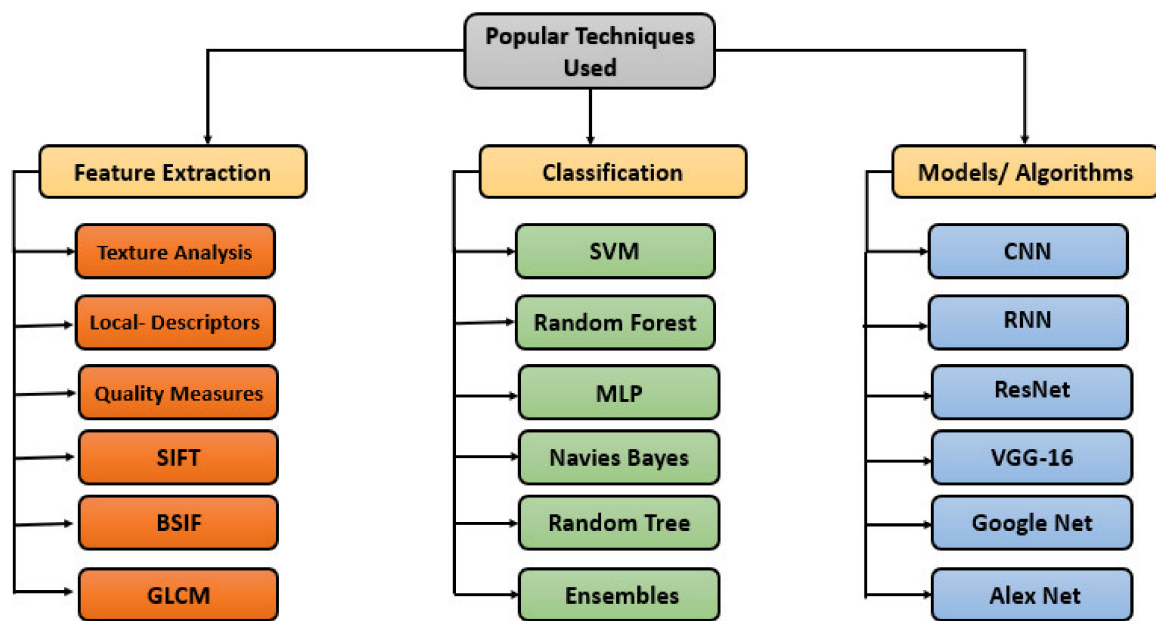 Popular Techniques
Used
Feature Extraction
Texture Analysis
Local- Descriptors
Quality Measures
SIFT
BSIF
GLCM
Classification
SVM
Random Forest
MLP
Navies Bayes
Random Tree
Ensembles
Models/ Algorithms
CNN
RNN
ResNet
VGG-16
Google Net
Alex Net